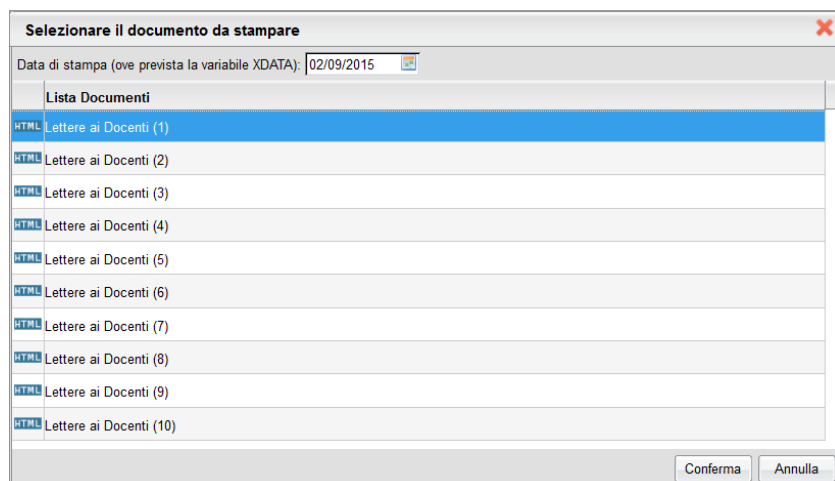 Selezionare il documento da stampare
Data di stampa (ove prevista la variabile XDATA): 02/09/2015
Lista Documenti
HTML Lettere ai Docenti (1)
HTML Lettere ai Docenti (2)
HTML Lettere ai Docenti (3)
HTML Lettere ai Docenti (4)
HTML Lettere ai Docenti (5)
HTML Lettere ai Docenti (6)
HTML Lettere ai Docenti (7)
HTML Lettere ai Docenti (8)
HTML Lettere ai Docenti (9)
HTML Lettere ai Docenti (10)
Conferma Annulla